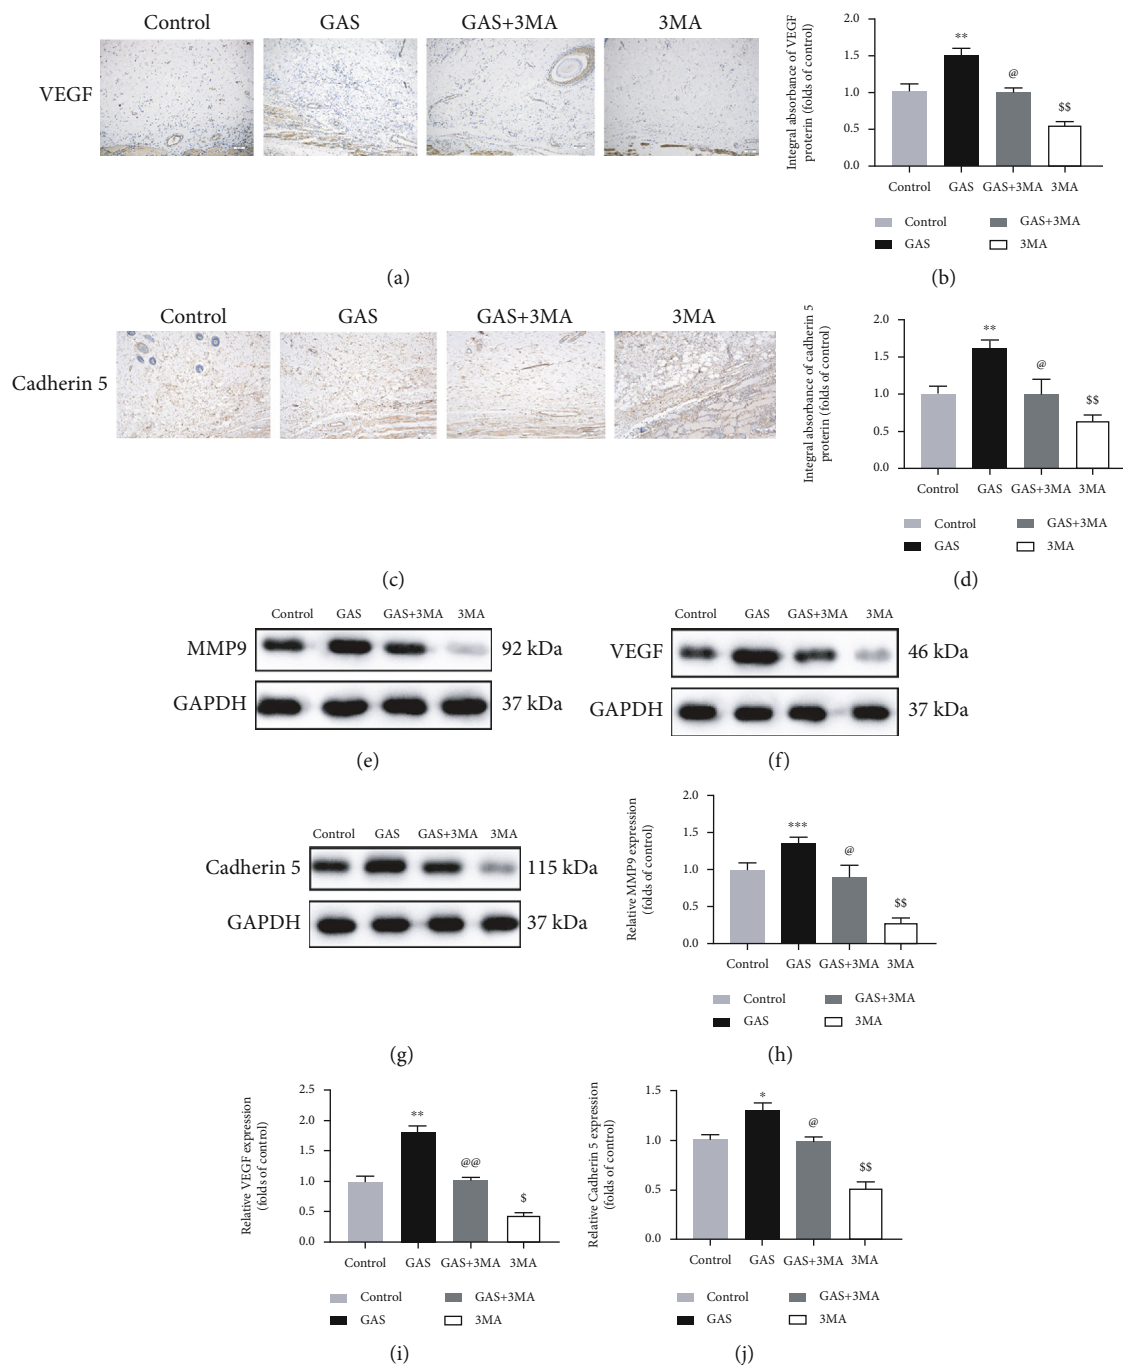 Control GAS GAS+3MA 3MA
VEGF
(a)
Integral absorbance of VEGF
proterin (folds of control)
2.0
1.5
1.0
0.5
0.0
**
@
$$
Control GAS GAS+3MA 3MA
Control GAS+3MA
GAS 3MA
(b)
Control GAS GAS+3MA 3MA
Cadherin 5
(c)
Integral absorbance of cadherin 5
proterin (folds of control)
2.0
1.5
1.0
0.5
0.0
**
@
$$
Control GAS GAS+3MA 3MA
Control GAS+3MA
GAS 3MA
(d)
Control GAS GAS+3MA 3MA
MMP9 92 kDa
GAPDH 37 kDa
(e)
Control GAS GAS+3MA 3MA
VEGF 46 kDa
GAPDH 37 kDa
(f)
Control GAS GAS+3MA 3MA
Cadherin 5 115 kDa
GAPDH 37 kDa
(g)
Relative MMP9 expression
(folds of control)
2.0
1.5
1.0
0.5
0.0
***
@
$$
Control GAS GAS+3MA 3MA
Control GAS+3MA
GAS 3MA
(h)
Relative VEGF expression
(folds of control)
2.5
2.0
1.5
1.0
0.5
0.0
**
@@
$
Control GAS GAS+3MA 3MA
Control GAS+3MA
GAS 3MA
(i)
Relative Cadherin 5 expression
(folds of control)
1.5
1.0
0.5
0.0
*
@
$$
Control GAS GAS+3MA 3MA
Control GAS+3MA
GAS 3MA
(j)